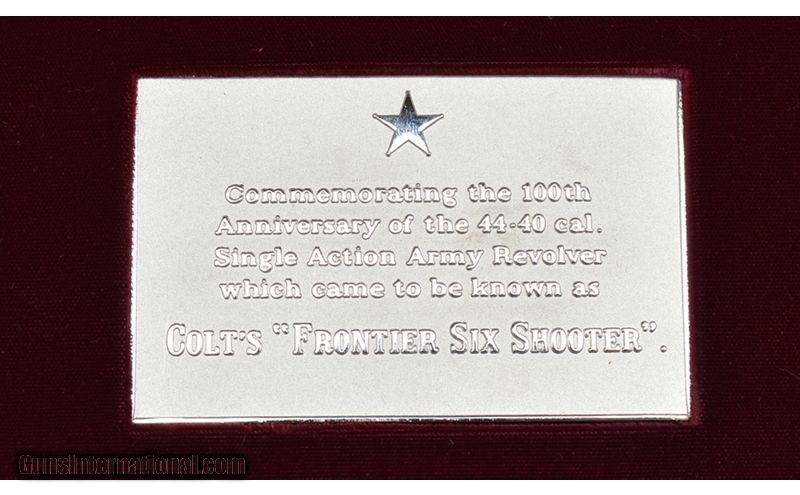 Commemorating the 100th
Anniversary of the 44-40 cal.
Single Action Army Revolver
which came to be known as
COLT'S "FRONTIER SIX SHOOTER".
GunsInternational.com